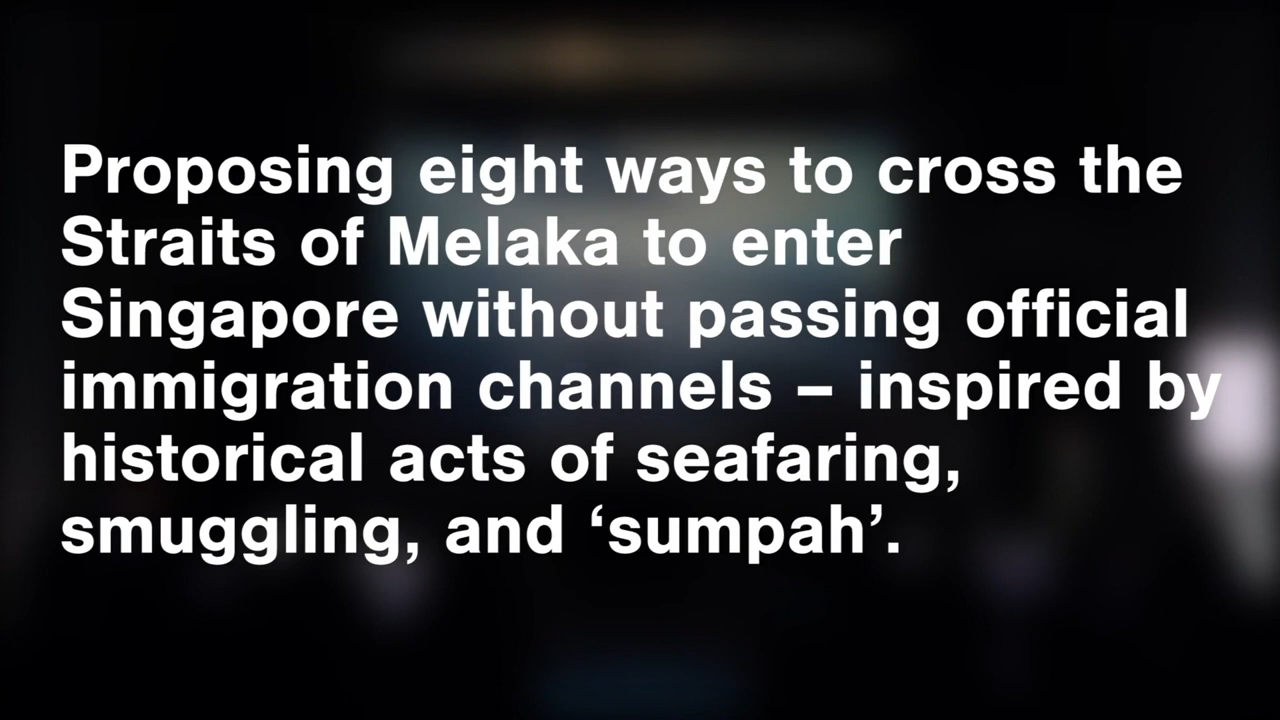 Proposing eight ways to cross the
Straits of Melaka to enter
Singapore without passing official
immigration channels – inspired by
historical acts of seafaring,
smuggling, and ‘sumpah’.